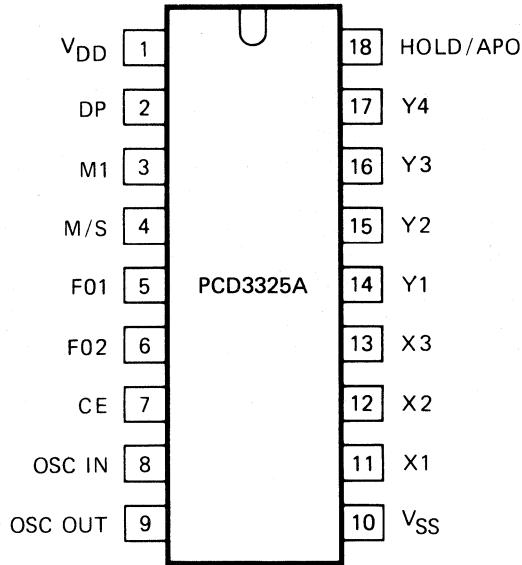 VDD 1 18 HOLD/APO
DP 2 17 Y4
M1 3 16 Y3
M/S 4 15 Y2
F01 5 PCD3325A 14 Y1
F02 6 13 X3
CE 7 12 X2
OSC IN 8 11 X1
OSC OUT 9 10 VSS